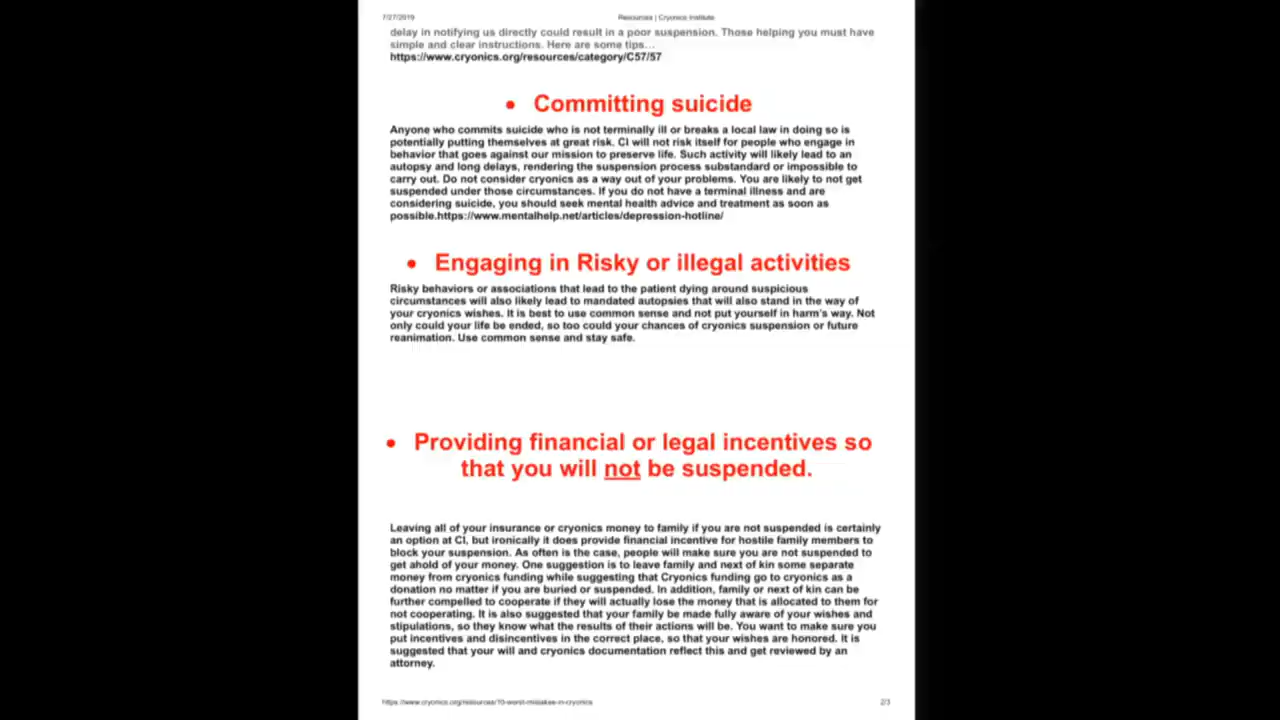 7/27/2019 Resources | Cryonics Institute
delay in notifying us directly could result in a poor suspension. Those helping you must have
simple and clear instructions. Here are some tips...
https://www.cryonics.org/resources/category/C57/57
• Committing suicide
Anyone who commits suicide who is not terminally ill or breaks a local law in doing so is
potentially putting themselves at great risk. CI will not risk itself for people who engage in
behavior that goes against our mission to preserve life. Such activity will likely lead to an
autopsy and long delays, rendering the suspension process substandard or impossible to
carry out. Do not consider cryonics as a way out of your problems. You are likely to not get
suspended under those circumstances. If you do not have a terminal illness and are
considering suicide, you should seek mental health advice and treatment as soon as
possible.https://www.mentalhelp.net/articles/depression-hotline/
• Engaging in Risky or illegal activities
Risky behaviors or associations that lead to the patient dying around suspicious
circumstances will also likely lead to mandated autopsies that will also stand in the way of
your cryonics wishes. It is best to use common sense and not put yourself in harm's way. Not
only could your life be ended, so too could your chances of cryonics suspension or future
reanimation. Use common sense and stay safe.
• Providing financial or legal incentives so
that you will not be suspended.
Leaving all of your insurance or cryonics money to family if you are not suspended is certainly
an option at CI, but ironically it does provide financial incentive for hostile family members to
block your suspension. As often is the case, people will make sure you are not suspended to
get ahold of your money. One suggestion is to leave family and next of kin some separate
money from cryonics funding while suggesting that Cryonics funding go to cryonics as a
donation no matter if you are buried or suspended. In addition, family or next of kin can be
further compelled to cooperate if they will actually lose the money that is allocated to them for
not cooperating. It is also suggested that your family be made fully aware of your wishes and
stipulations, so they know what the results of their actions will be. You want to make sure you
put incentives and disincentives in the correct place, so that your wishes are honored. It is
suggested that your will and cryonics documentation reflect this and get reviewed by an
attorney.
https://www.cryonics.org/resources/10-worst-mistakes-in-cryonics 2/3